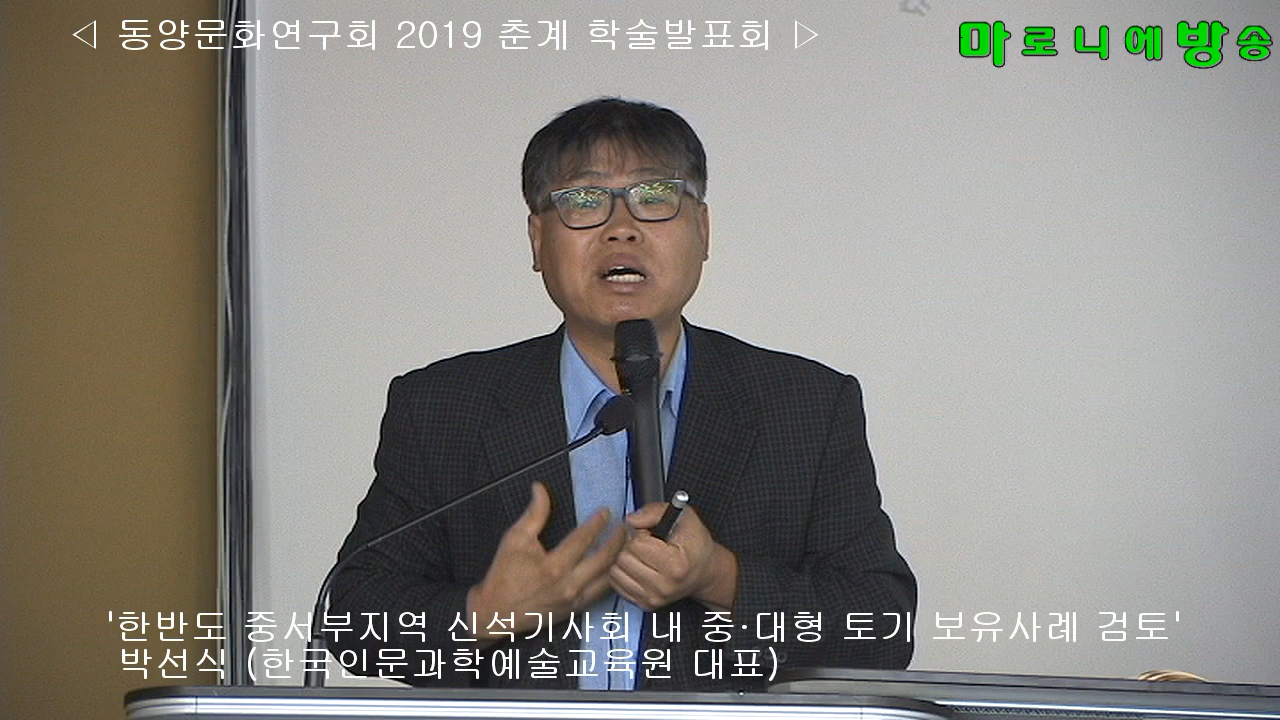 ◁ 동양문화연구회 2019 춘계 학술발표회 ▷
마로니에방송
'한반도 중서부지역 신석기사회 내 중·대형 토기 보유사례 검토'
박선식 (한국인문과학예술교육원 대표)